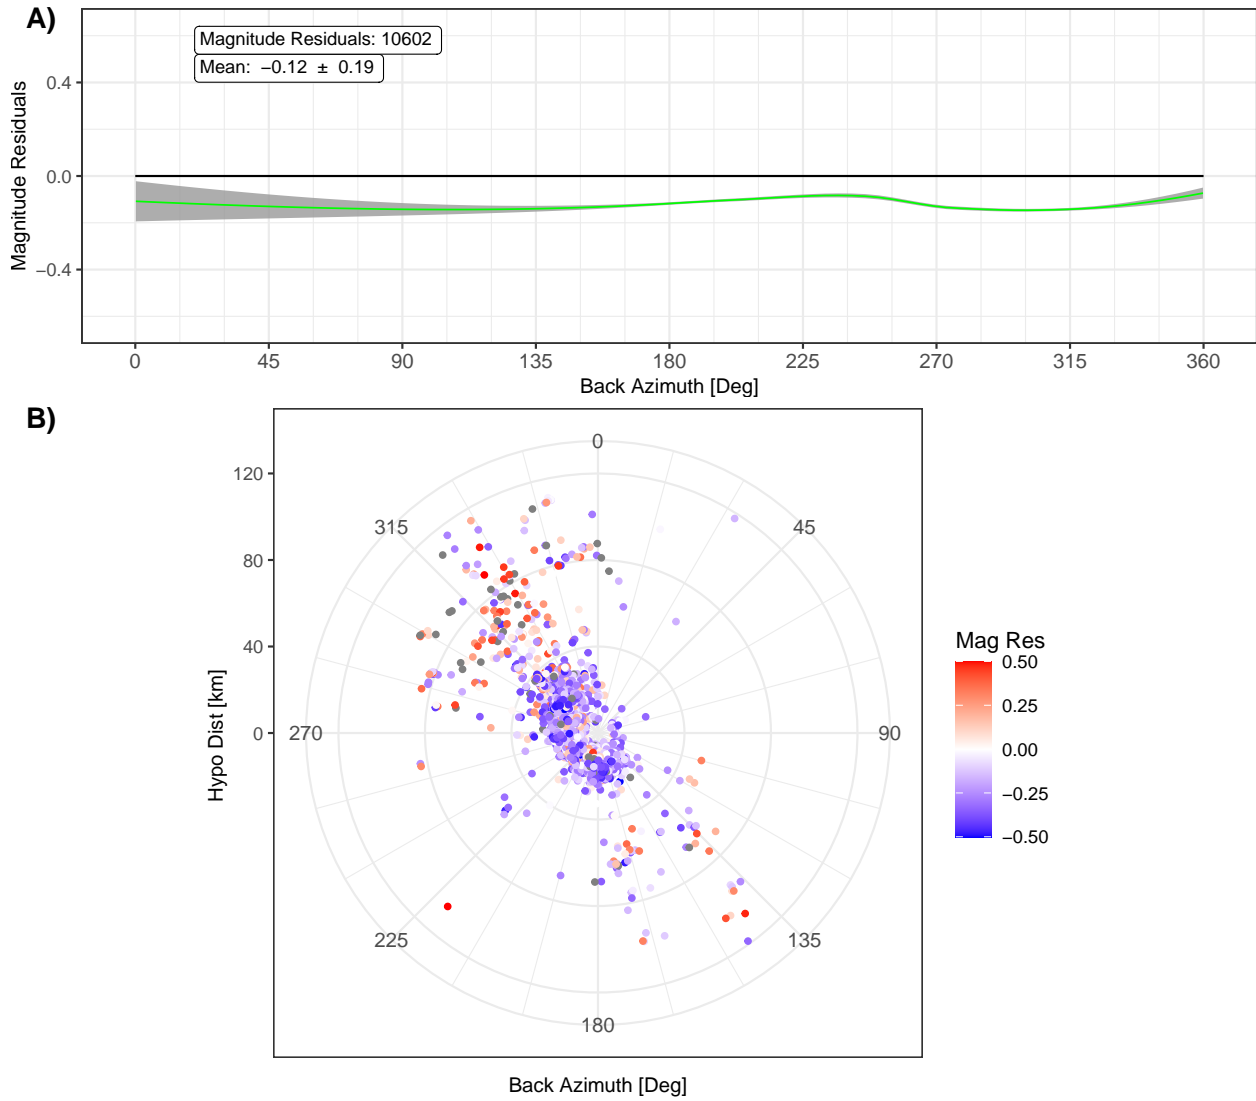 A)
Magnitude Residuals: 10602
Mean: −0.12 ± 0.19
Magnitude Residuals
0.4
0.0
−0.4
0 45 90 135 180 225 270 315 360
Back Azimuth [Deg]
B)
Hypo Dist [km]
120
80
40
0
0
45
90
135
180
225
270
315
Back Azimuth [Deg]
Mag Res
0.50
0.25
0.00
−0.25
−0.50